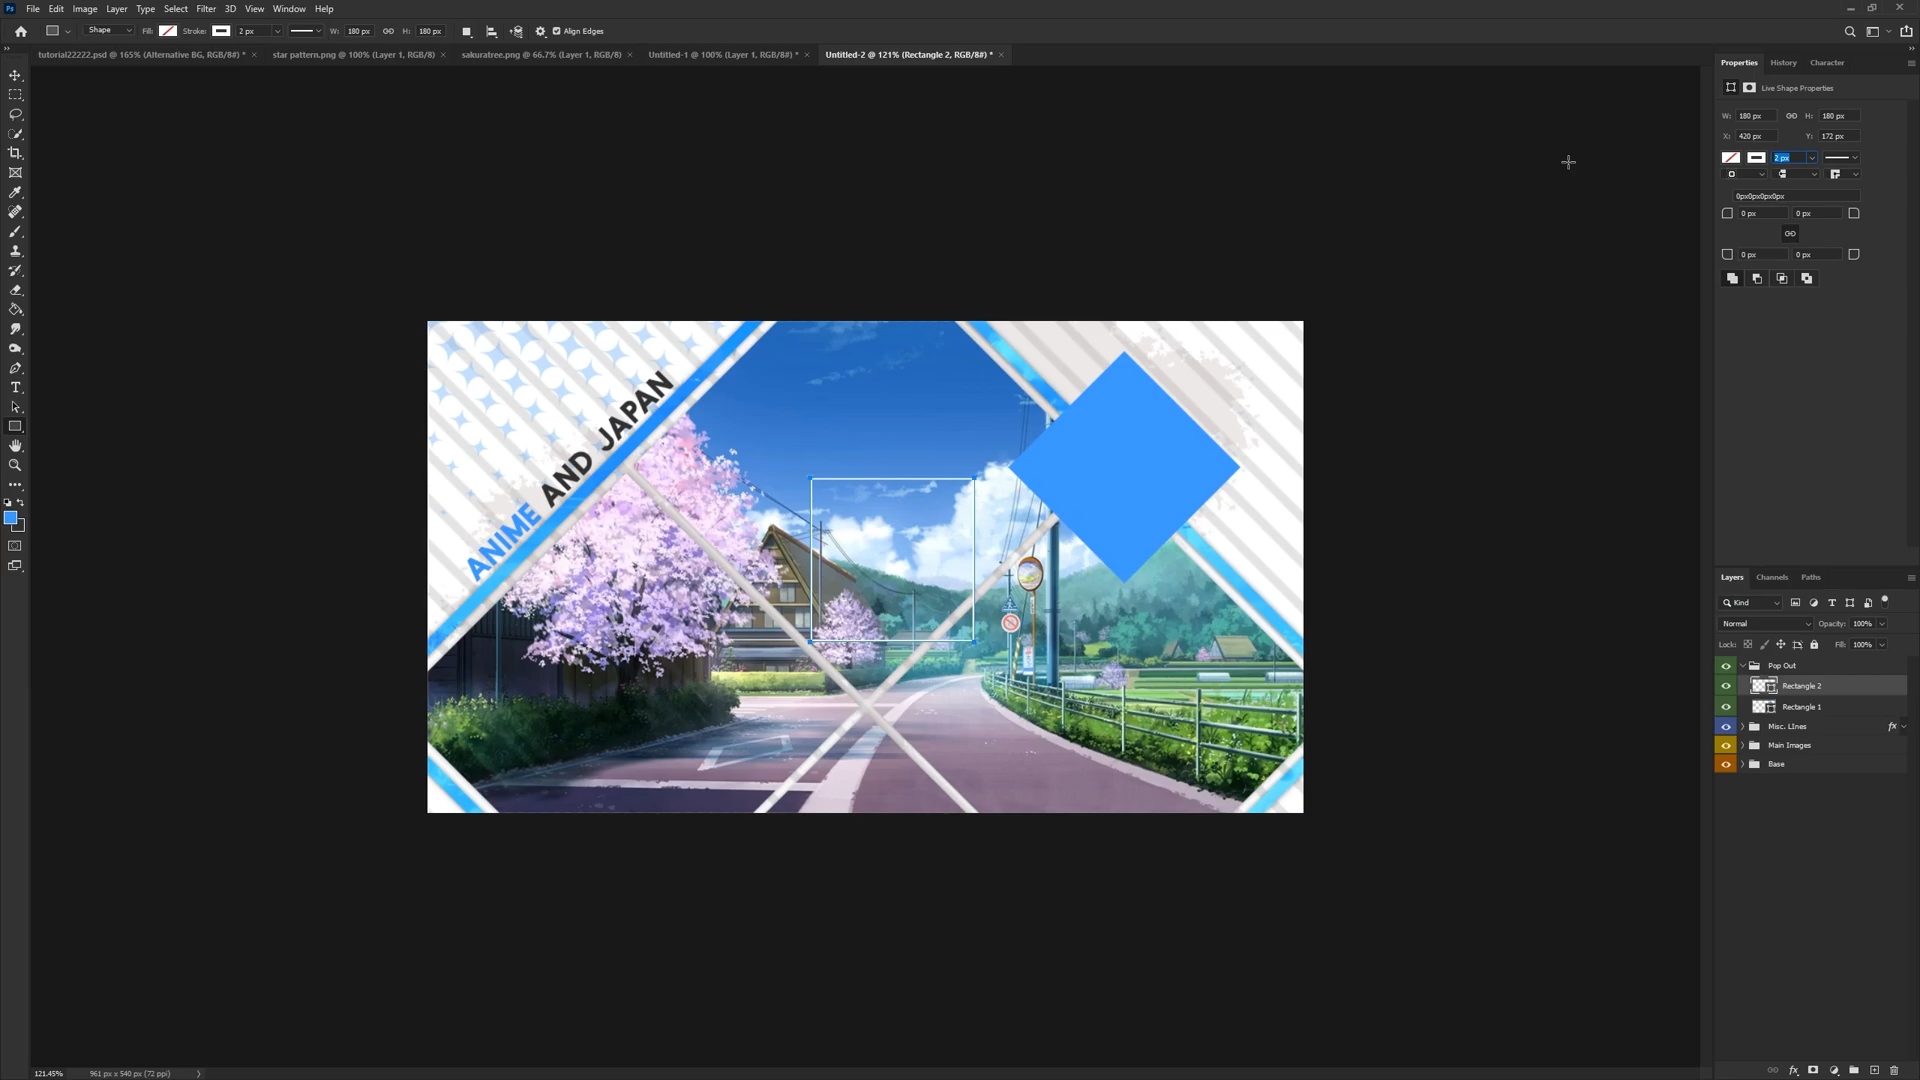 Ps File Edit Image Layer Type Select Filter 3D View Window Help
Shape Fill: Stroke: 2 px W: 180 px H: 180 px Align Edges
tutorial22222.psd @ 165% (Alternative BG, RGB/8#) * × star pattern.png @ 100% (Layer 1, RGB/8) × sakuratree.png @ 66.7% (Layer 1, RGB/8) × Untitled-1 @ 100% (Layer 1, RGB/8#) * × Untitled-2 @ 121% (Rectangle 2, RGB/8#) * ×
Properties History Character
Live Shape Properties
W: 180 px H: 180 px
X: 420 px Y: 172 px
2 px
0px0px0px0px
0 px 0 px
0 px 0 px
ANIME AND JAPAN
Layers Channels Paths
Kind
Normal Opacity: 100%
Lock: Fill: 100%
Pop Out
Rectangle 2
Rectangle 1
Misc. LInes fx
Main Images
Base
121.45% 961 px x 540 px (72 ppi)
fx